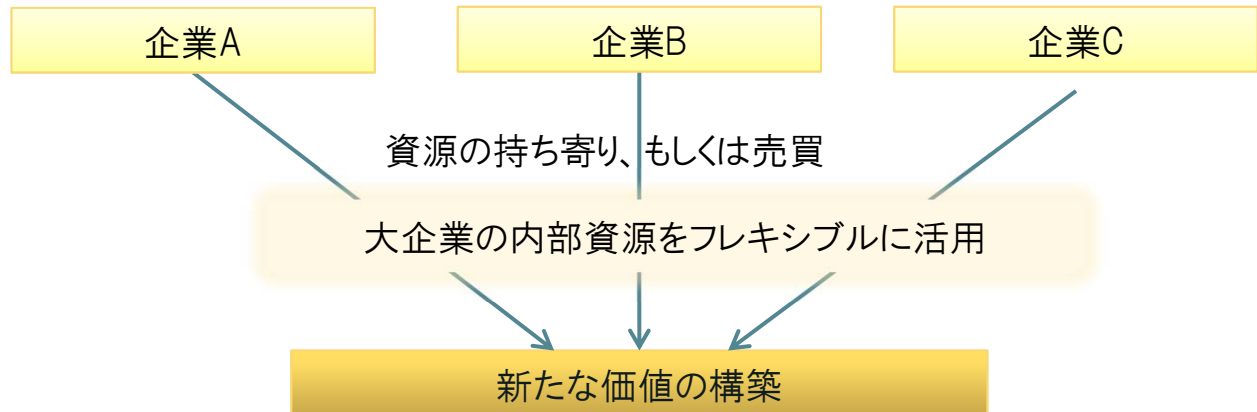 企業A
企業B
企業C
資源の持ち寄り、もしくは売買
大企業の内部資源をフレキシブルに活用
新たな価値の構築